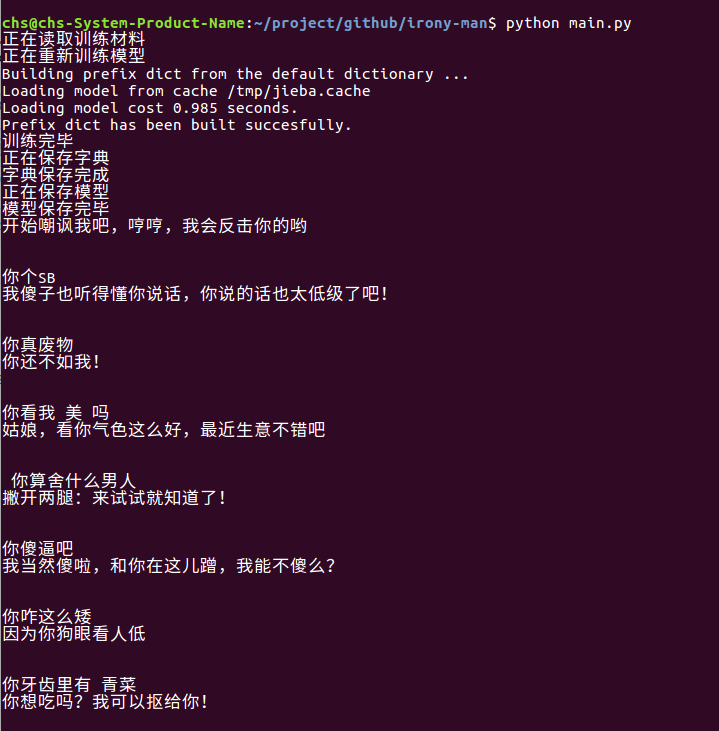 chs@chs-System-Product-Name:~/project/github/irony-man$ python main.py
正在读取训练材料
正在重新训练模型
Building prefix dict from the default dictionary ...
Loading model from cache /tmp/jieba.cache
Loading model cost 0.985 seconds.
Prefix dict has been built succesfully.
训练完毕
正在保存字典
字典保存完成
正在保存模型
模型保存完毕
开始嘲讽我吧，哼哼，我会反击你的哟
你个SB
我傻子也听得懂你说话，你说的话也太低级了吧！
你真废物
你还不如我！
你看我 美 吗
姑娘，看你气色这么好，最近生意不错吧
你算舍什么男人
撇开两腿：来试试就知道了！
你傻逼吧
我当然傻啦，和你在这儿蹭，我能不傻么？
你咋这么矮
因为你狗眼看人低
你牙齿里有 青菜
你想吃吗？我可以抠给你！